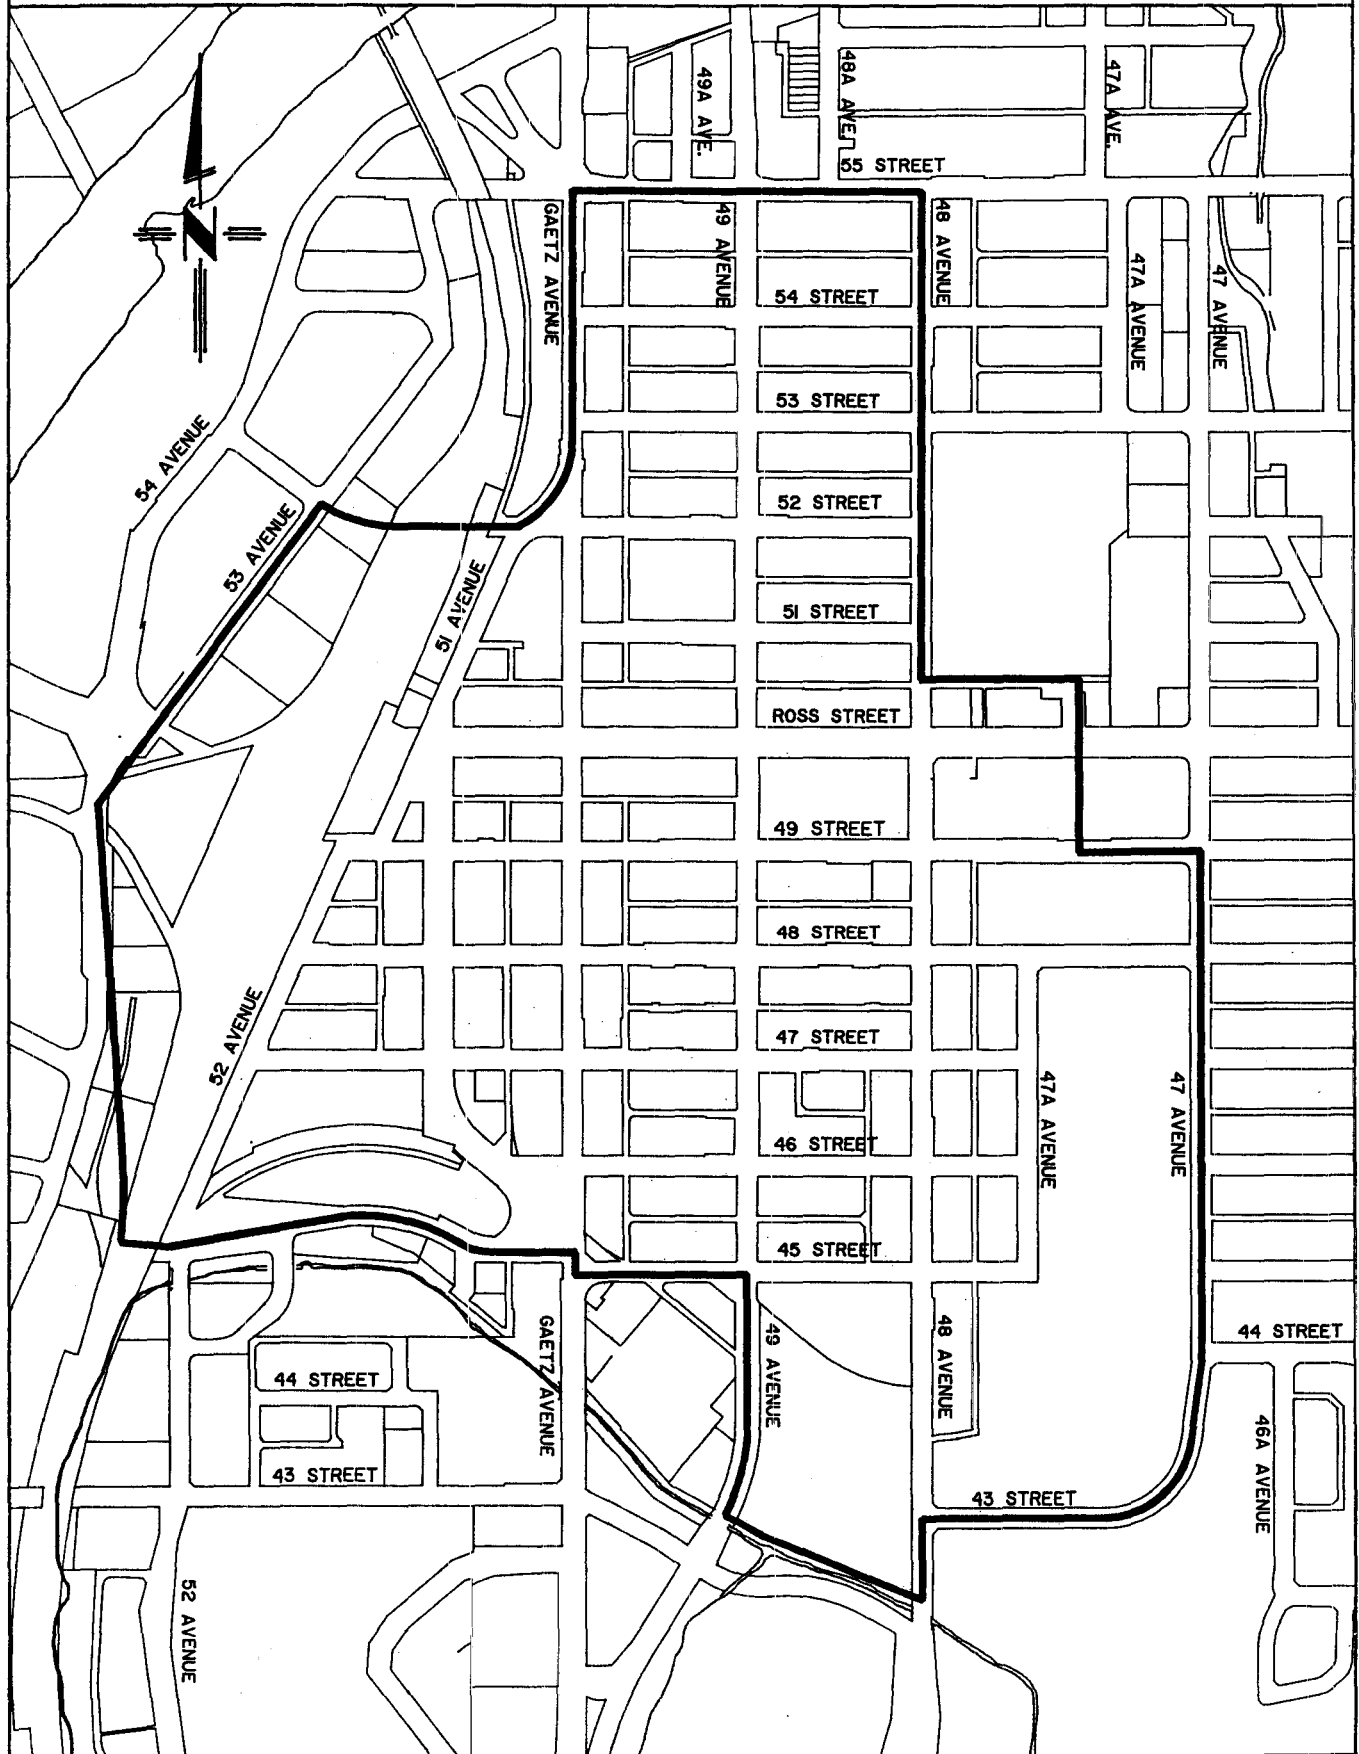 49A AVE.
48A AVE.
47A AVE.
55 STREET
GAETZ AVENUE
49 AVENUE
48 AVENUE
47A AVENUE
47 AVENUE
N
54 STREET
53 STREET
54 AVENUE
52 STREET
53 AVENUE
51 AVENUE
51 STREET
ROSS STREET
49 STREET
48 STREET
52 AVENUE
47 STREET
47A AVENUE
47 AVENUE
46 STREET
45 STREET
GAETZ AVENUE
49 AVENUE
48 AVENUE
44 STREET
44 STREET
46A AVENUE
43 STREET
43 STREET
52 AVENUE